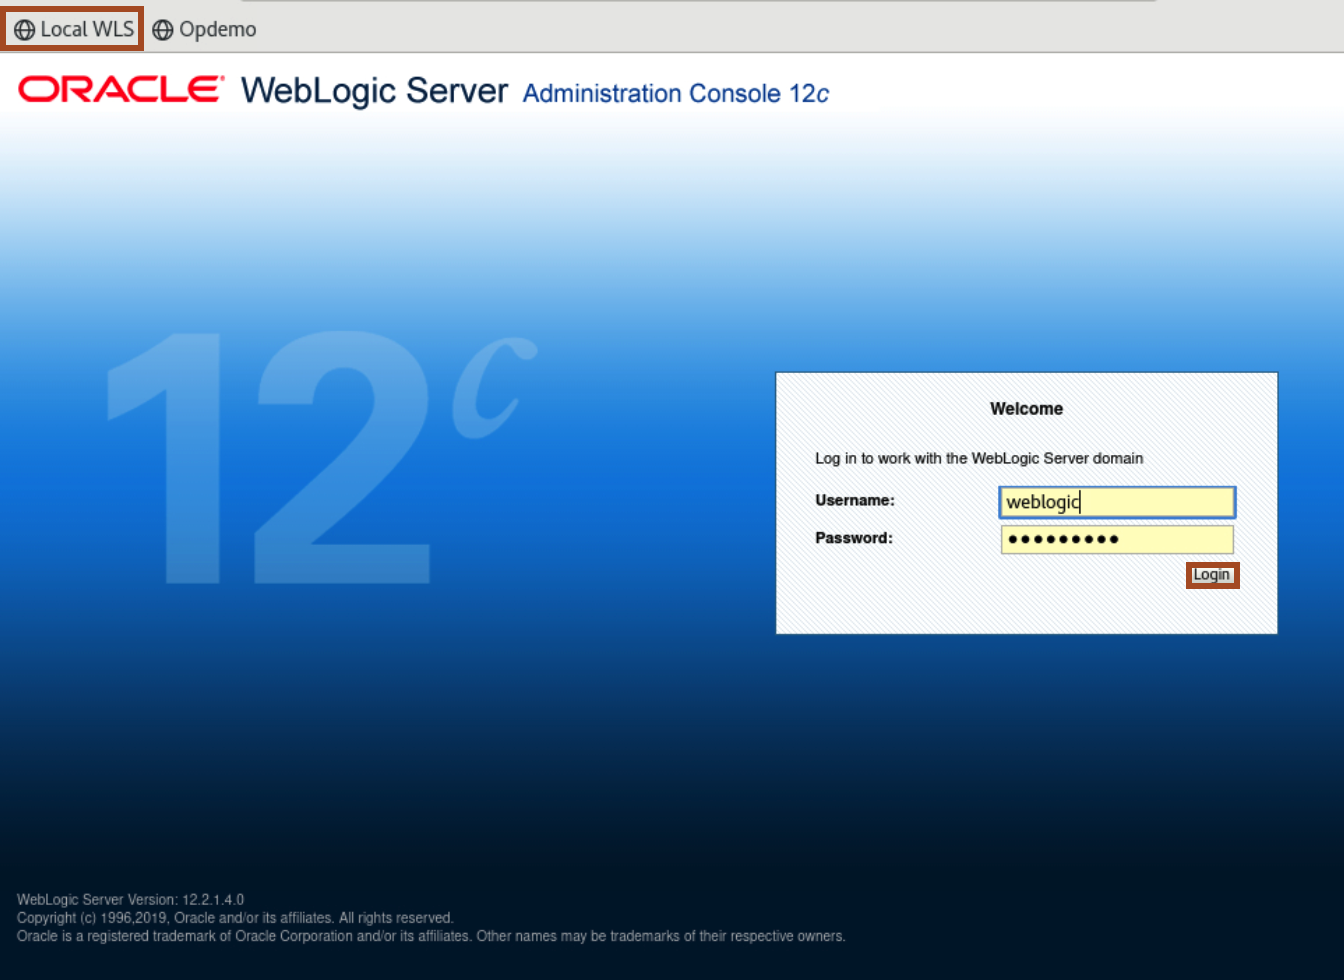 Local WLS Opdemo
ORACLE WebLogic Server Administration Console 12c
12c
Welcome
Log in to work with the WebLogic Server domain
Username: weblogic
Password: •••••••••
Login
WebLogic Server Version: 12.2.1.4.0
Copyright (c) 1996,2019, Oracle and/or its affiliates. All rights reserved.
Oracle is a registered trademark of Oracle Corporation and/or its affiliates. Other names may be trademarks of their respective owners.